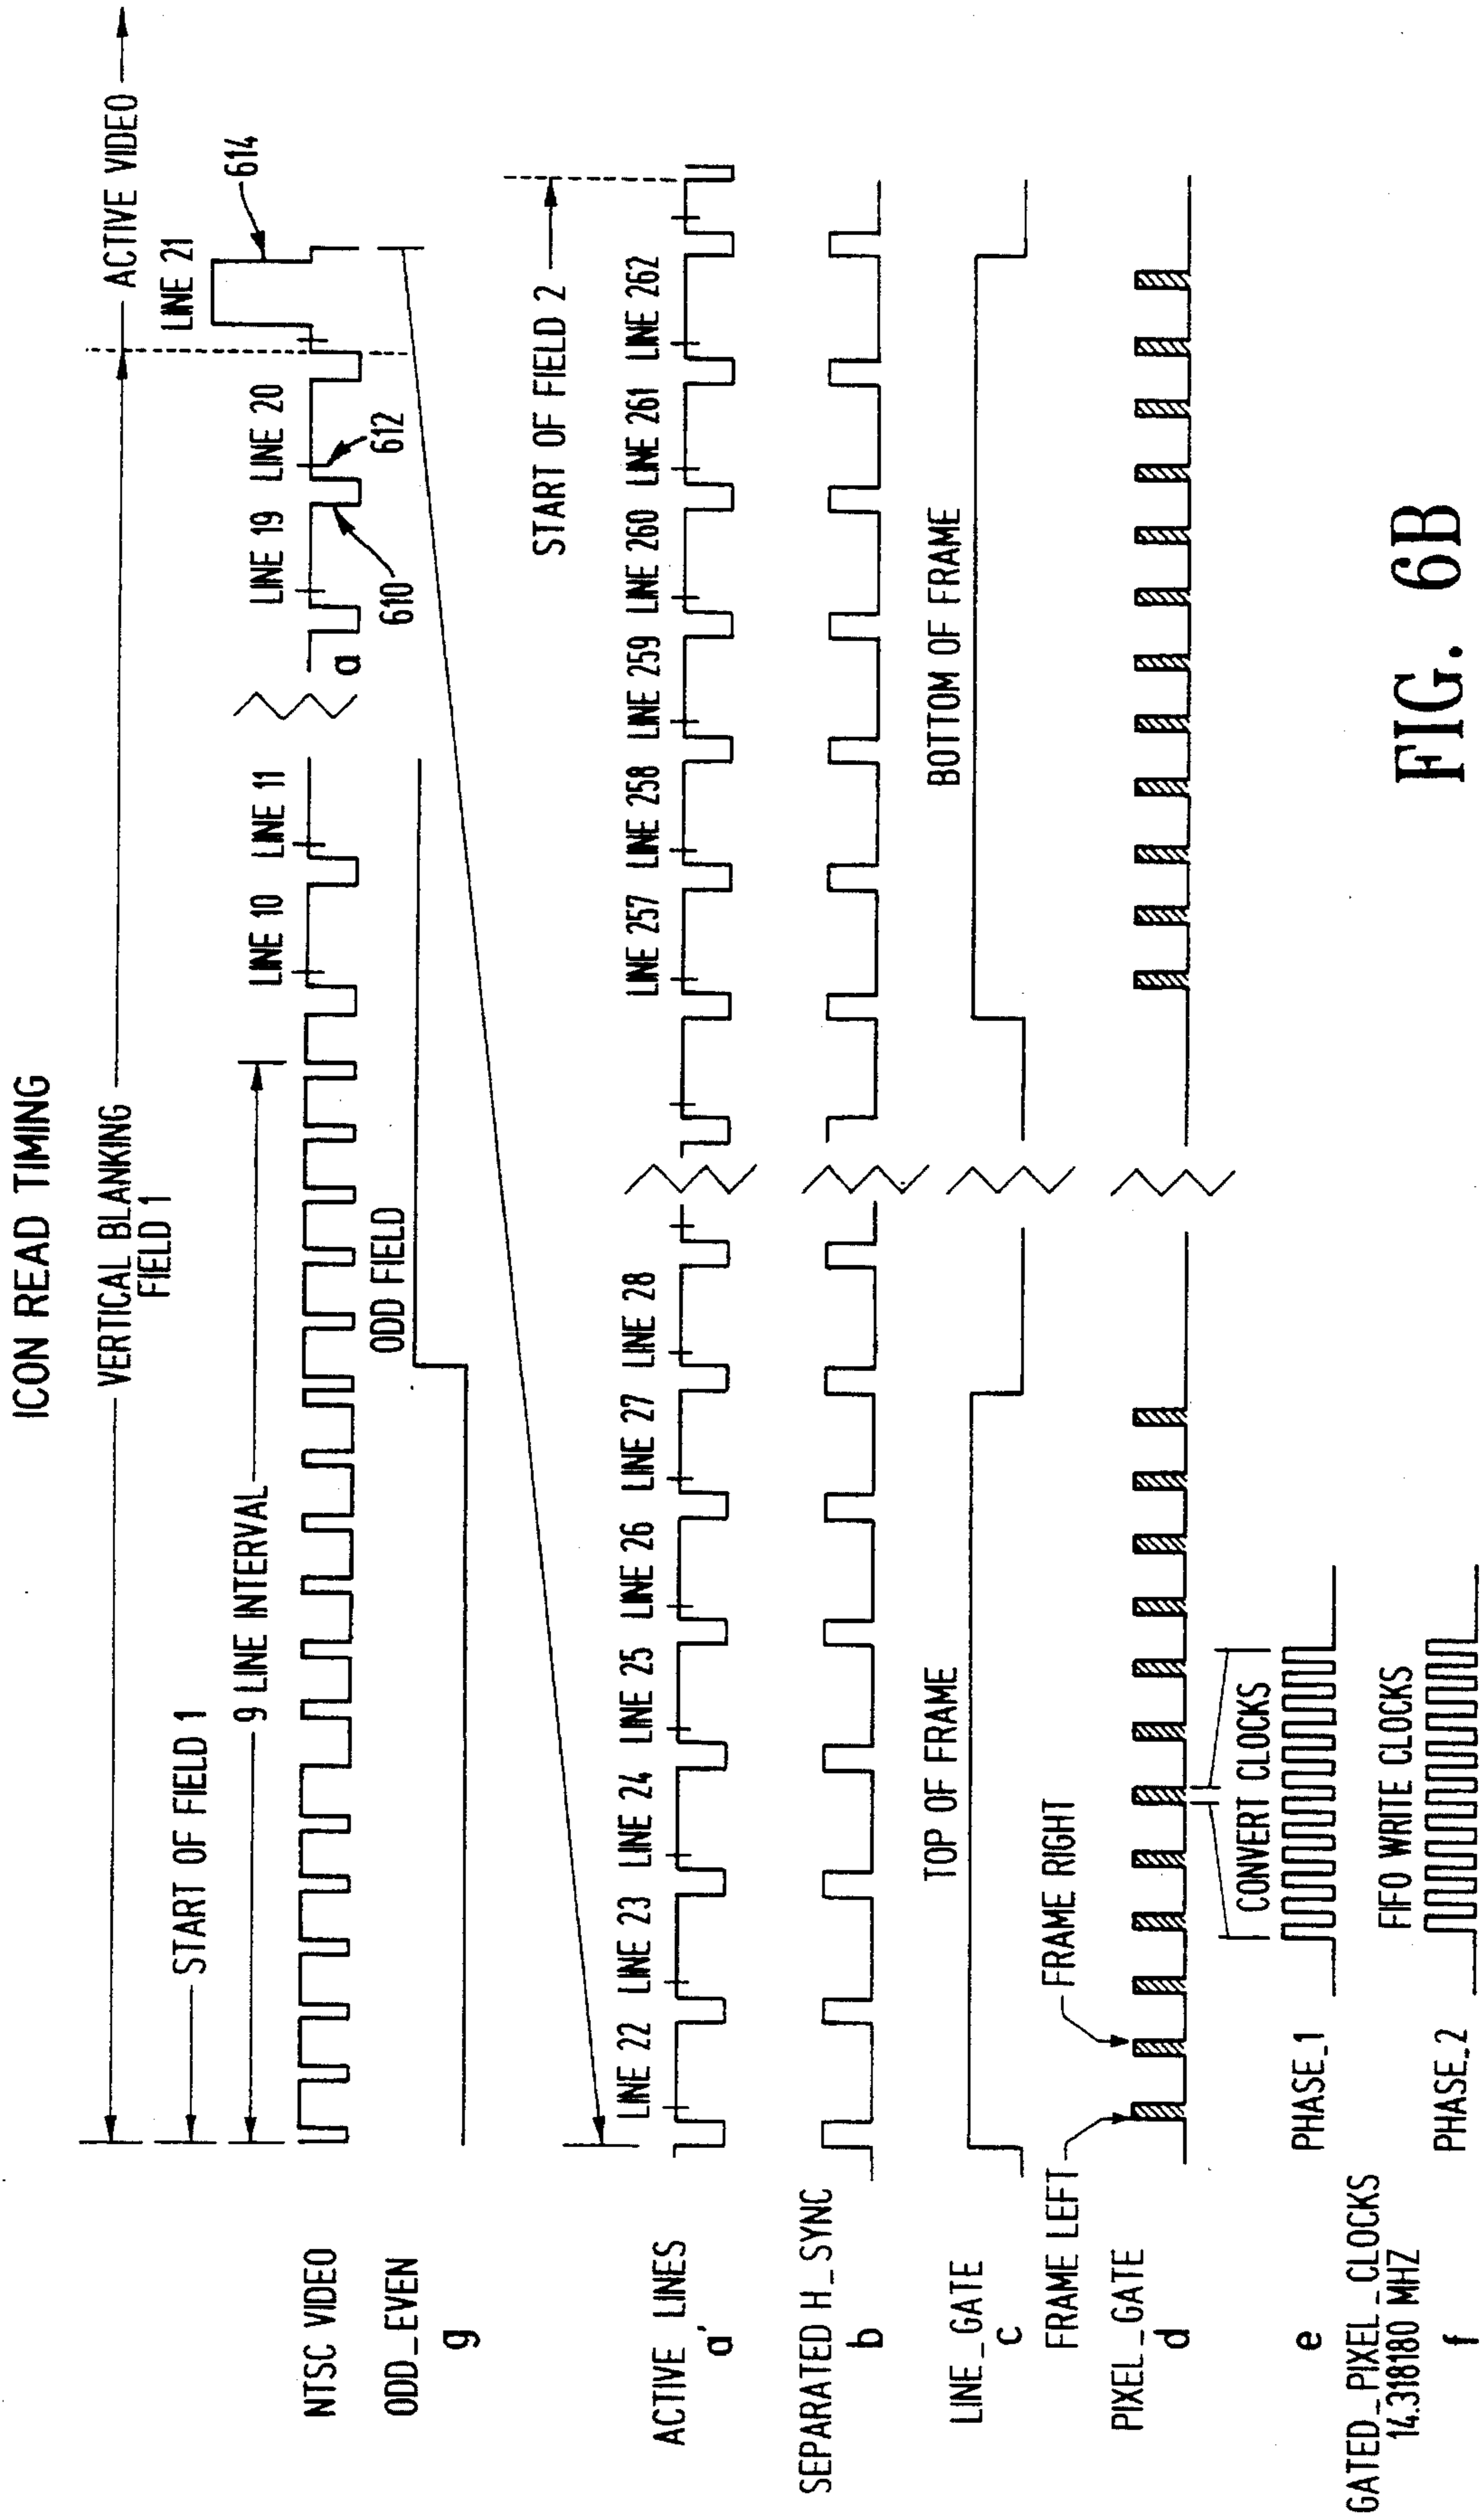 ICON READ TIMING
VERTICAL BLANKING
FIELD 1
ACTIVE VIDEO
START OF FIELD 1
LINE 21
614
9 LINE INTERVAL
LINE 10 LINE 11
LINE 19 LINE 20
NTSC VIDEO
a
610
612
ODD_EVEN
g
ODD FIELD
START OF FIELD 2
LINE 22 LINE 23 LINE 24 LINE 25 LINE 26 LINE 27 LINE 28
LINE 257 LINE 258 LINE 259 LINE 260 LINE 261 LINE 262
ACTIVE LINES
a'
SEPARATED H_SYNC
b
TOP OF FRAME
BOTTOM OF FRAME
LINE_GATE
c
FRAME LEFT
FRAME RIGHT
PIXEL_GATE
d
CONVERT CLOCKS
e
PHASE_1
GATED_PIXEL_CLOCKS
14.318180 MHZ
FIFO WRITE CLOCKS
f
PHASE_2
FIG. 6B